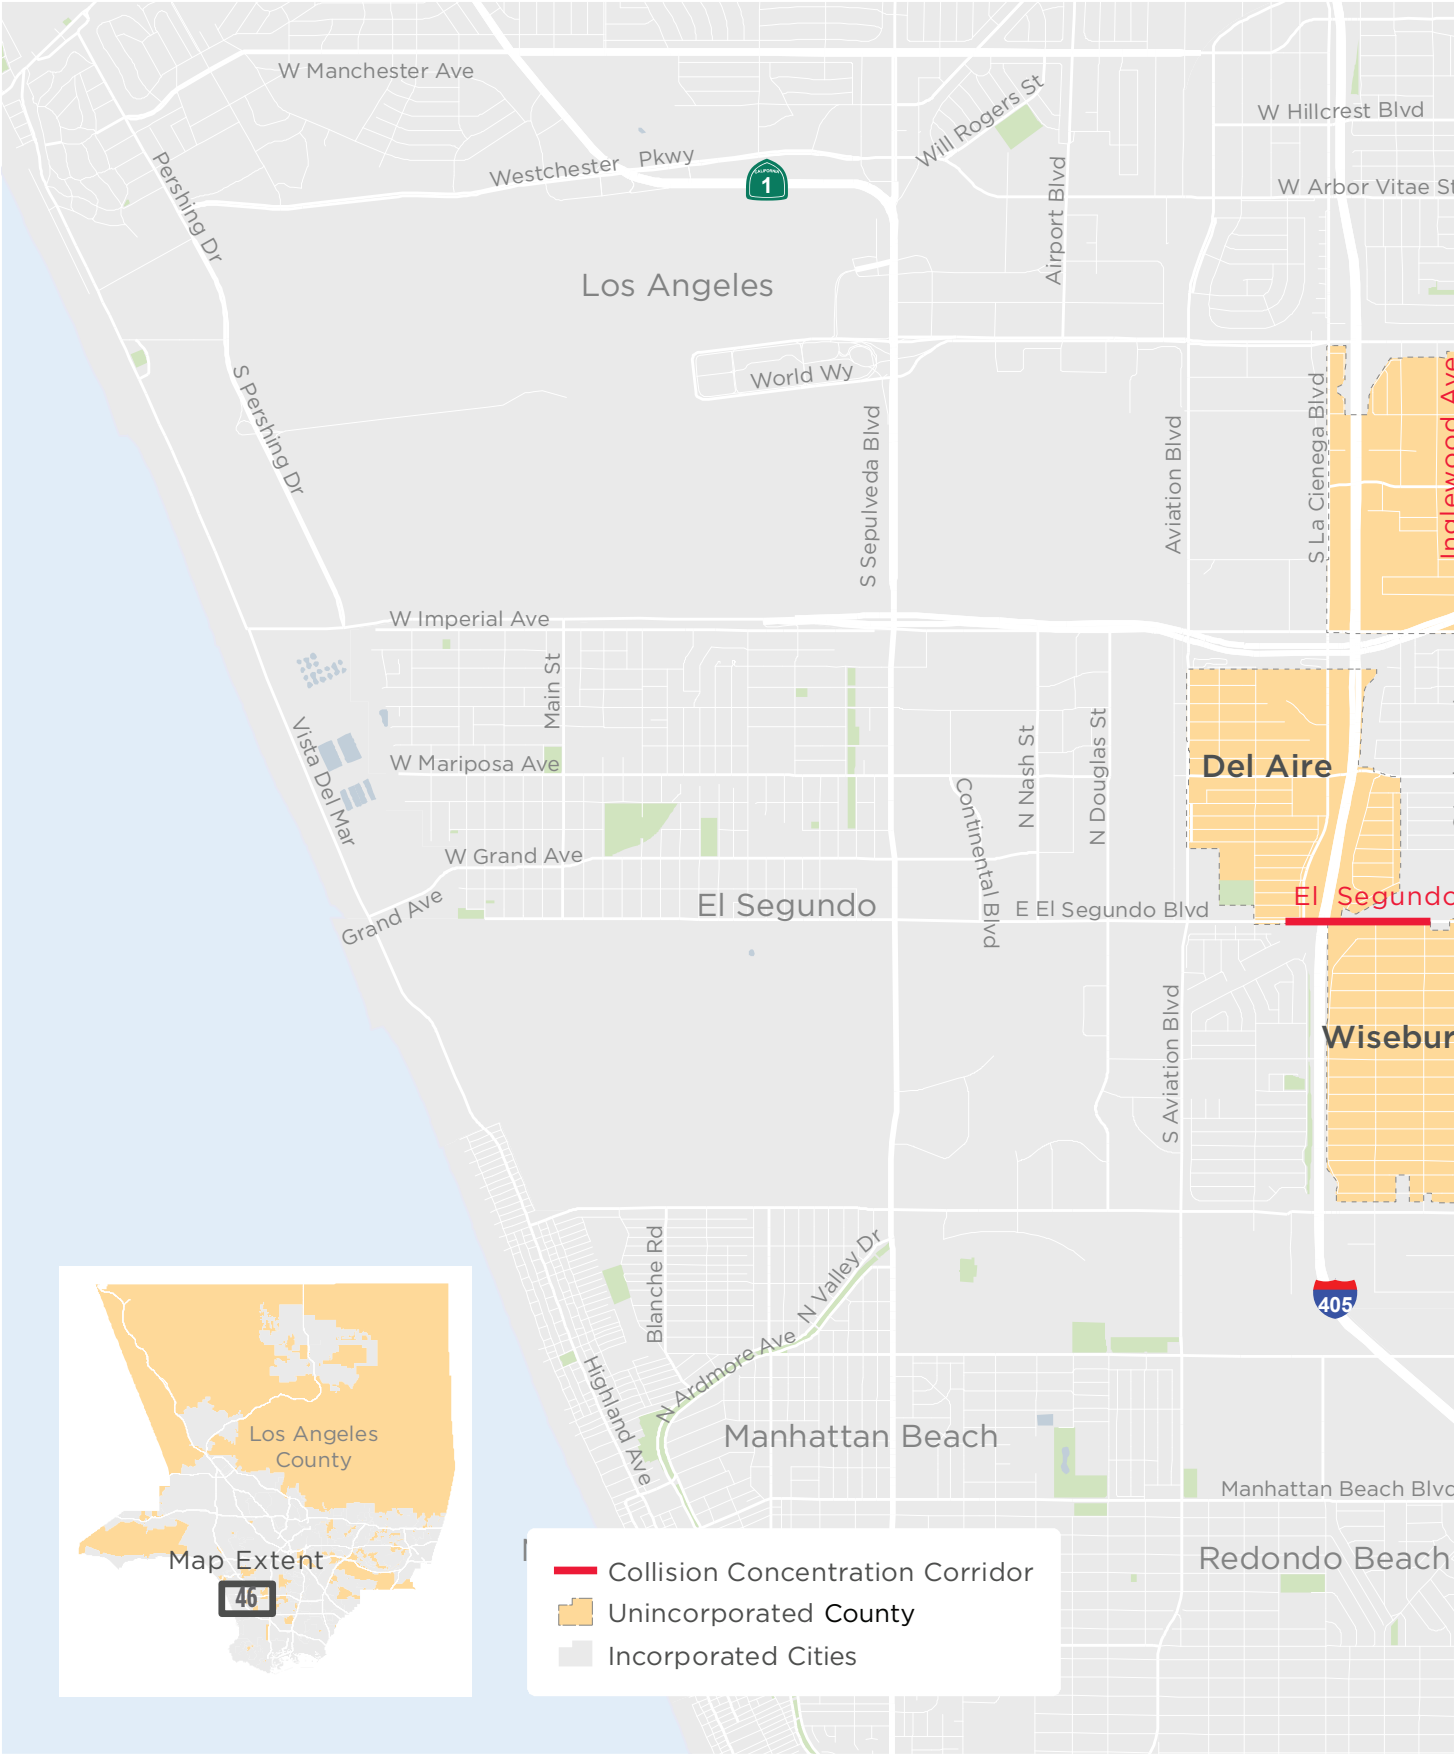 W Manchester Ave
Will Rogers St
W Hillcrest Blvd
Pershing Dr
Westchester Pkwy
CALIFORNIA
1
Airport Blvd
W Arbor Vitae St
Los Angeles
World Wy
S Pershing Dr
S Sepulveda Blvd
Aviation Blvd
S La Cienega Blvd
Inglewood Ave
W Imperial Ave
Main St
Vista Del Mar
W Mariposa Ave
N Nash St
N Douglas St
Continental Blvd
Del Aire
W Grand Ave
Grand Ave
El Segundo
E El Segundo Blvd
El Segundo
S Aviation Blvd
Wisebur
Blanche Rd
N Valley Dr
405
N Ardmore Ave
Highland Ave
Manhattan Beach
Manhattan Beach Blvd
Redondo Beach
Los Angeles
County
Map Extent
46
Collision Concentration Corridor
Unincorporated County
Incorporated Cities